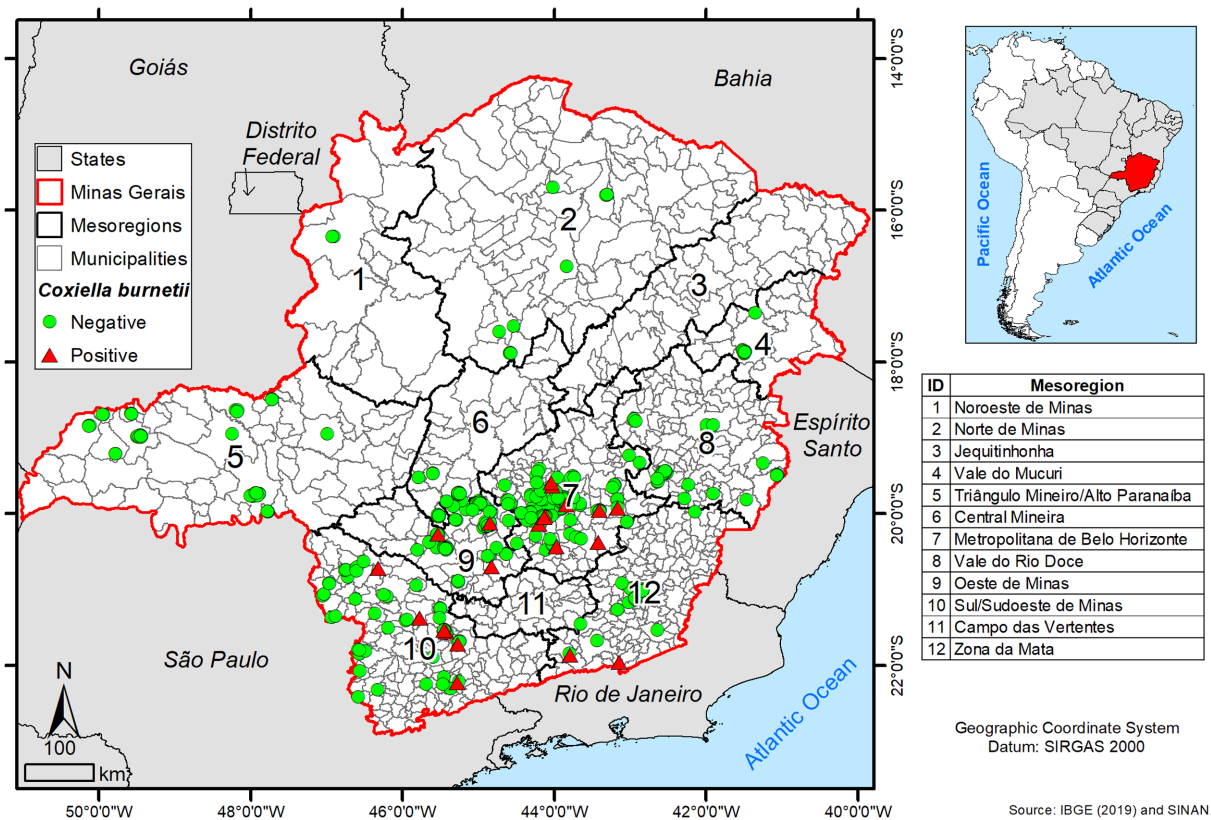 Goiás
Bahia
Distrito
Federal
States
Minas Gerais
Mesoregions
Municipalities
Coxiella burnetii
Negative
Positive
1
2
3
4
5
6
7
8
9
10
11
12
Espírito
Santo
São Paulo
Rio de Janeiro
Atlantic Ocean
N
100
km
14°0'0"S
16°0'0"S
18°0'0"S
20°0'0"S
22°0'0"S
50°0'0"W
48°0'0"W
46°0'0"W
44°0'0"W
42°0'0"W
40°0'0"W
Pacific Ocean
Atlantic Ocean
ID Mesoregion
1 Noroeste de Minas
2 Norte de Minas
3 Jequitinhonha
4 Vale do Mucuri
5 Triângulo Mineiro/Alto Paranaíba
6 Central Mineira
7 Metropolitana de Belo Horizonte
8 Vale do Rio Doce
9 Oeste de Minas
10 Sul/Sudoeste de Minas
11 Campo das Vertentes
12 Zona da Mata
Geographic Coordinate System
Datum: SIRGAS 2000
Source: IBGE (2019) and SINAN